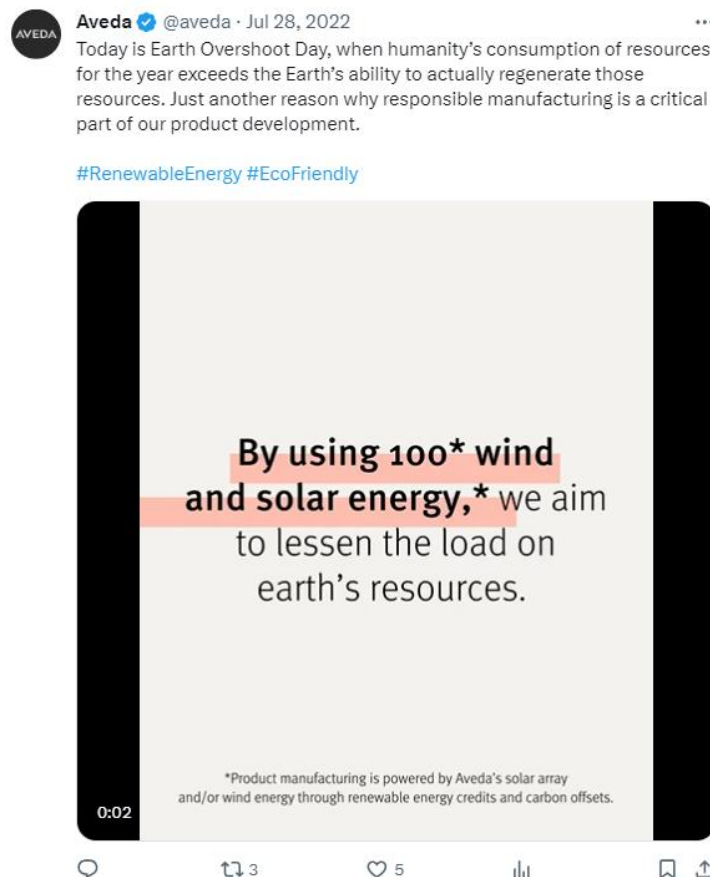 AVEDA
Aveda @aveda · Jul 28, 2022
Today is Earth Overshoot Day, when humanity’s consumption of resources
for the year exceeds the Earth’s ability to actually regenerate those
resources. Just another reason why responsible manufacturing is a critical
part of our product development.
#RenewableEnergy #EcoFriendly
By using 100* wind
and solar energy,* we aim
to lessen the load on
earth’s resources.
*Product manufacturing is powered by Aveda’s solar array
and/or wind energy through renewable energy credits and carbon offsets.
0:02
3 5